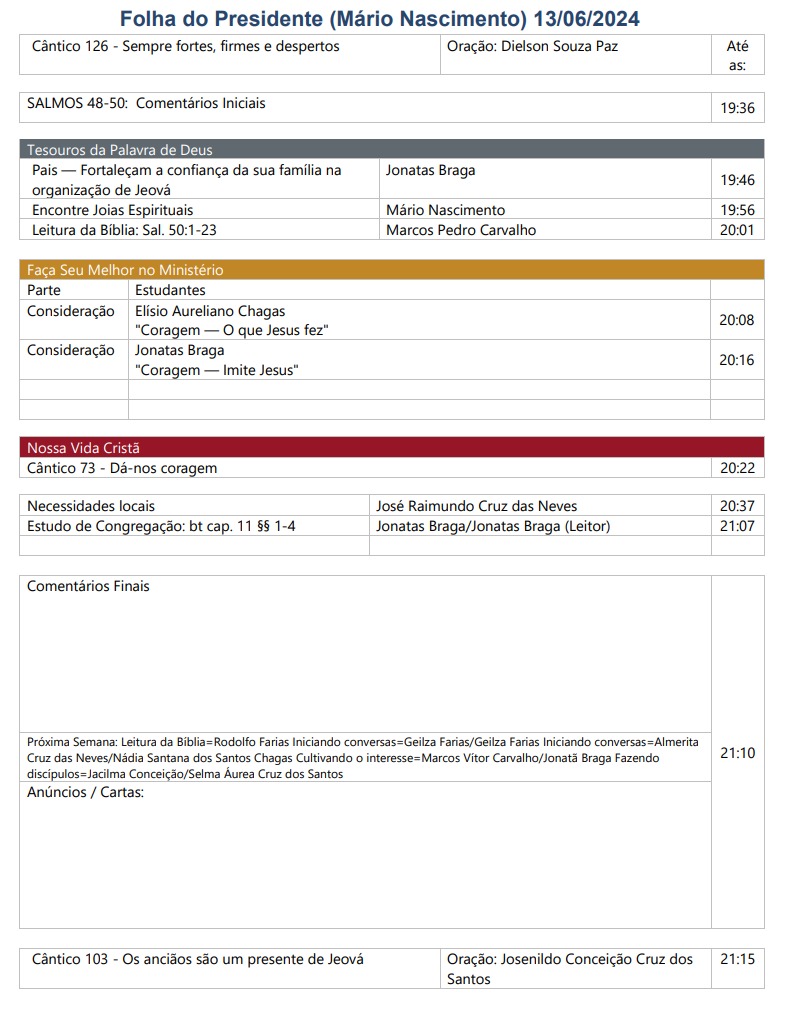 Folha do Presidente (Mário Nascimento) 13/06/2024
Cântico 126 - Sempre fortes, firmes e despertos Oração: Dielson Souza Paz Até
as:
SALMOS 48-50:  Comentários Iniciais 19:36
Tesouros da Palavra de Deus
Pais — Fortaleçam a confiança da sua família na Jonatas Braga 19:46
organização de Jeová
Encontre Joias Espirituais Mário Nascimento 19:56
Leitura da Bíblia: Sal. 50:1-23 Marcos Pedro Carvalho 20:01
Faça Seu Melhor no Ministério
Parte Estudantes
Consideração Elísio Aureliano Chagas 20:08
"Coragem — O que Jesus fez"
Consideração Jonatas Braga 20:16
"Coragem — Imite Jesus"
Nossa Vida Cristã
Cântico 73 - Dá-nos coragem 20:22
Necessidades locais José Raimundo Cruz das Neves 20:37
Estudo de Congregação: bt cap. 11 §§ 1-4 Jonatas Braga/Jonatas Braga (Leitor) 21:07
Comentários Finais
Próxima Semana: Leitura da Bíblia=Rodolfo Farias Iniciando conversas=Geilza Farias/Geilza Farias Iniciando conversas=Almerita
Cruz das Neves/Nádia Santana dos Santos Chagas Cultivando o interesse=Marcos Vitor Carvalho/Jonatã Braga Fazendo
discípulos=Jacilma Conceição/Selma Áurea Cruz dos Santos
21:10
Anúncios / Cartas:
Cântico 103 - Os anciãos são um presente de Jeová Oração: Josenildo Conceição Cruz dos 21:15
Santos